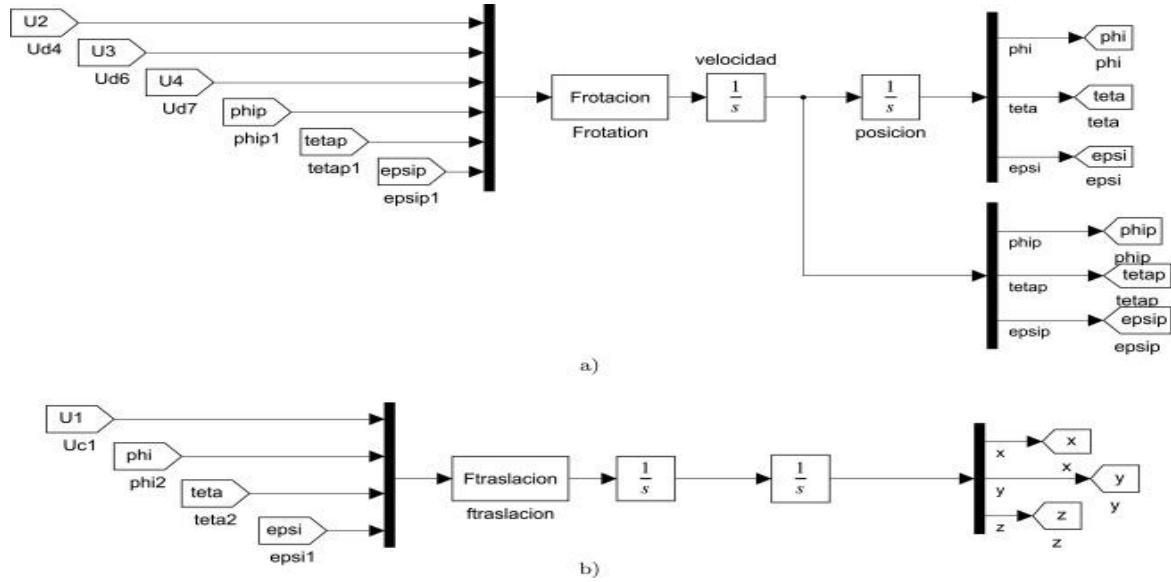 U2
Ud4
U3
Ud6
U4
Ud7
phip
phip1
tetap
tetap1
epsip
epsip1
Frotacion
Frotation
velocidad
1
s
1
s
posicion
phi
phi
phi
teta
teta
teta
epsi
epsi
epsi
phip
phip
phip
tetap
tetap
tetap
epsip
epsip
epsip
a)
U1
Uc1
phi
phi2
teta
teta2
epsi
epsi1
Ftraslacion
ftraslacion
1
s
1
s
x
x
x
y
y
y
z
z
z
b)